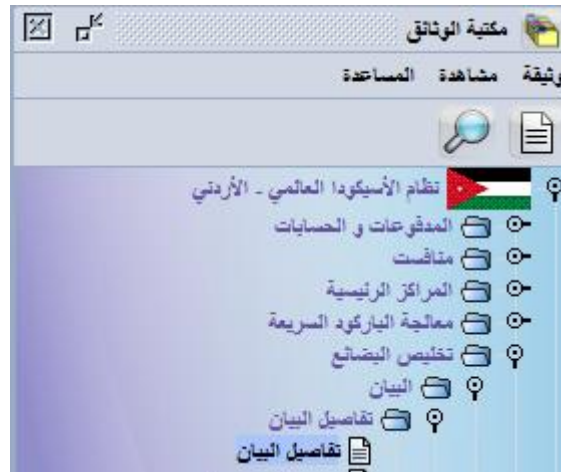 مكتبة الوثائق
وثيقة مشاهدة المساعدة
نظام الأسيكودا العالمي ـ الأردني
المدفوعات و الحسابات
منافست
المراكز الرئيسية
معالجة الباركود السريعة
تخليص البضائع
البيان
تفاصيل البيان
تفاصيل البيان